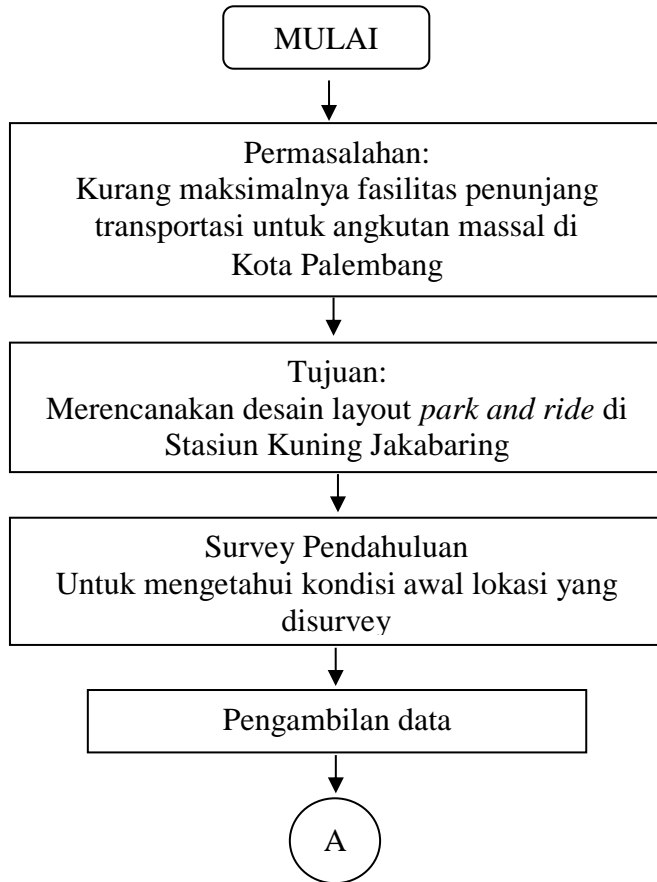 MULAI
Permasalahan:
Kurang maksimalnya fasilitas penunjang
transportasi untuk angkutan massal di
Kota Palembang
Tujuan:
Merencanakan desain layout park and ride di
Stasiun Kuning Jakabaring
Survey Pendahuluan
Untuk mengetahui kondisi awal lokasi yang
disurvey
Pengambilan data
A